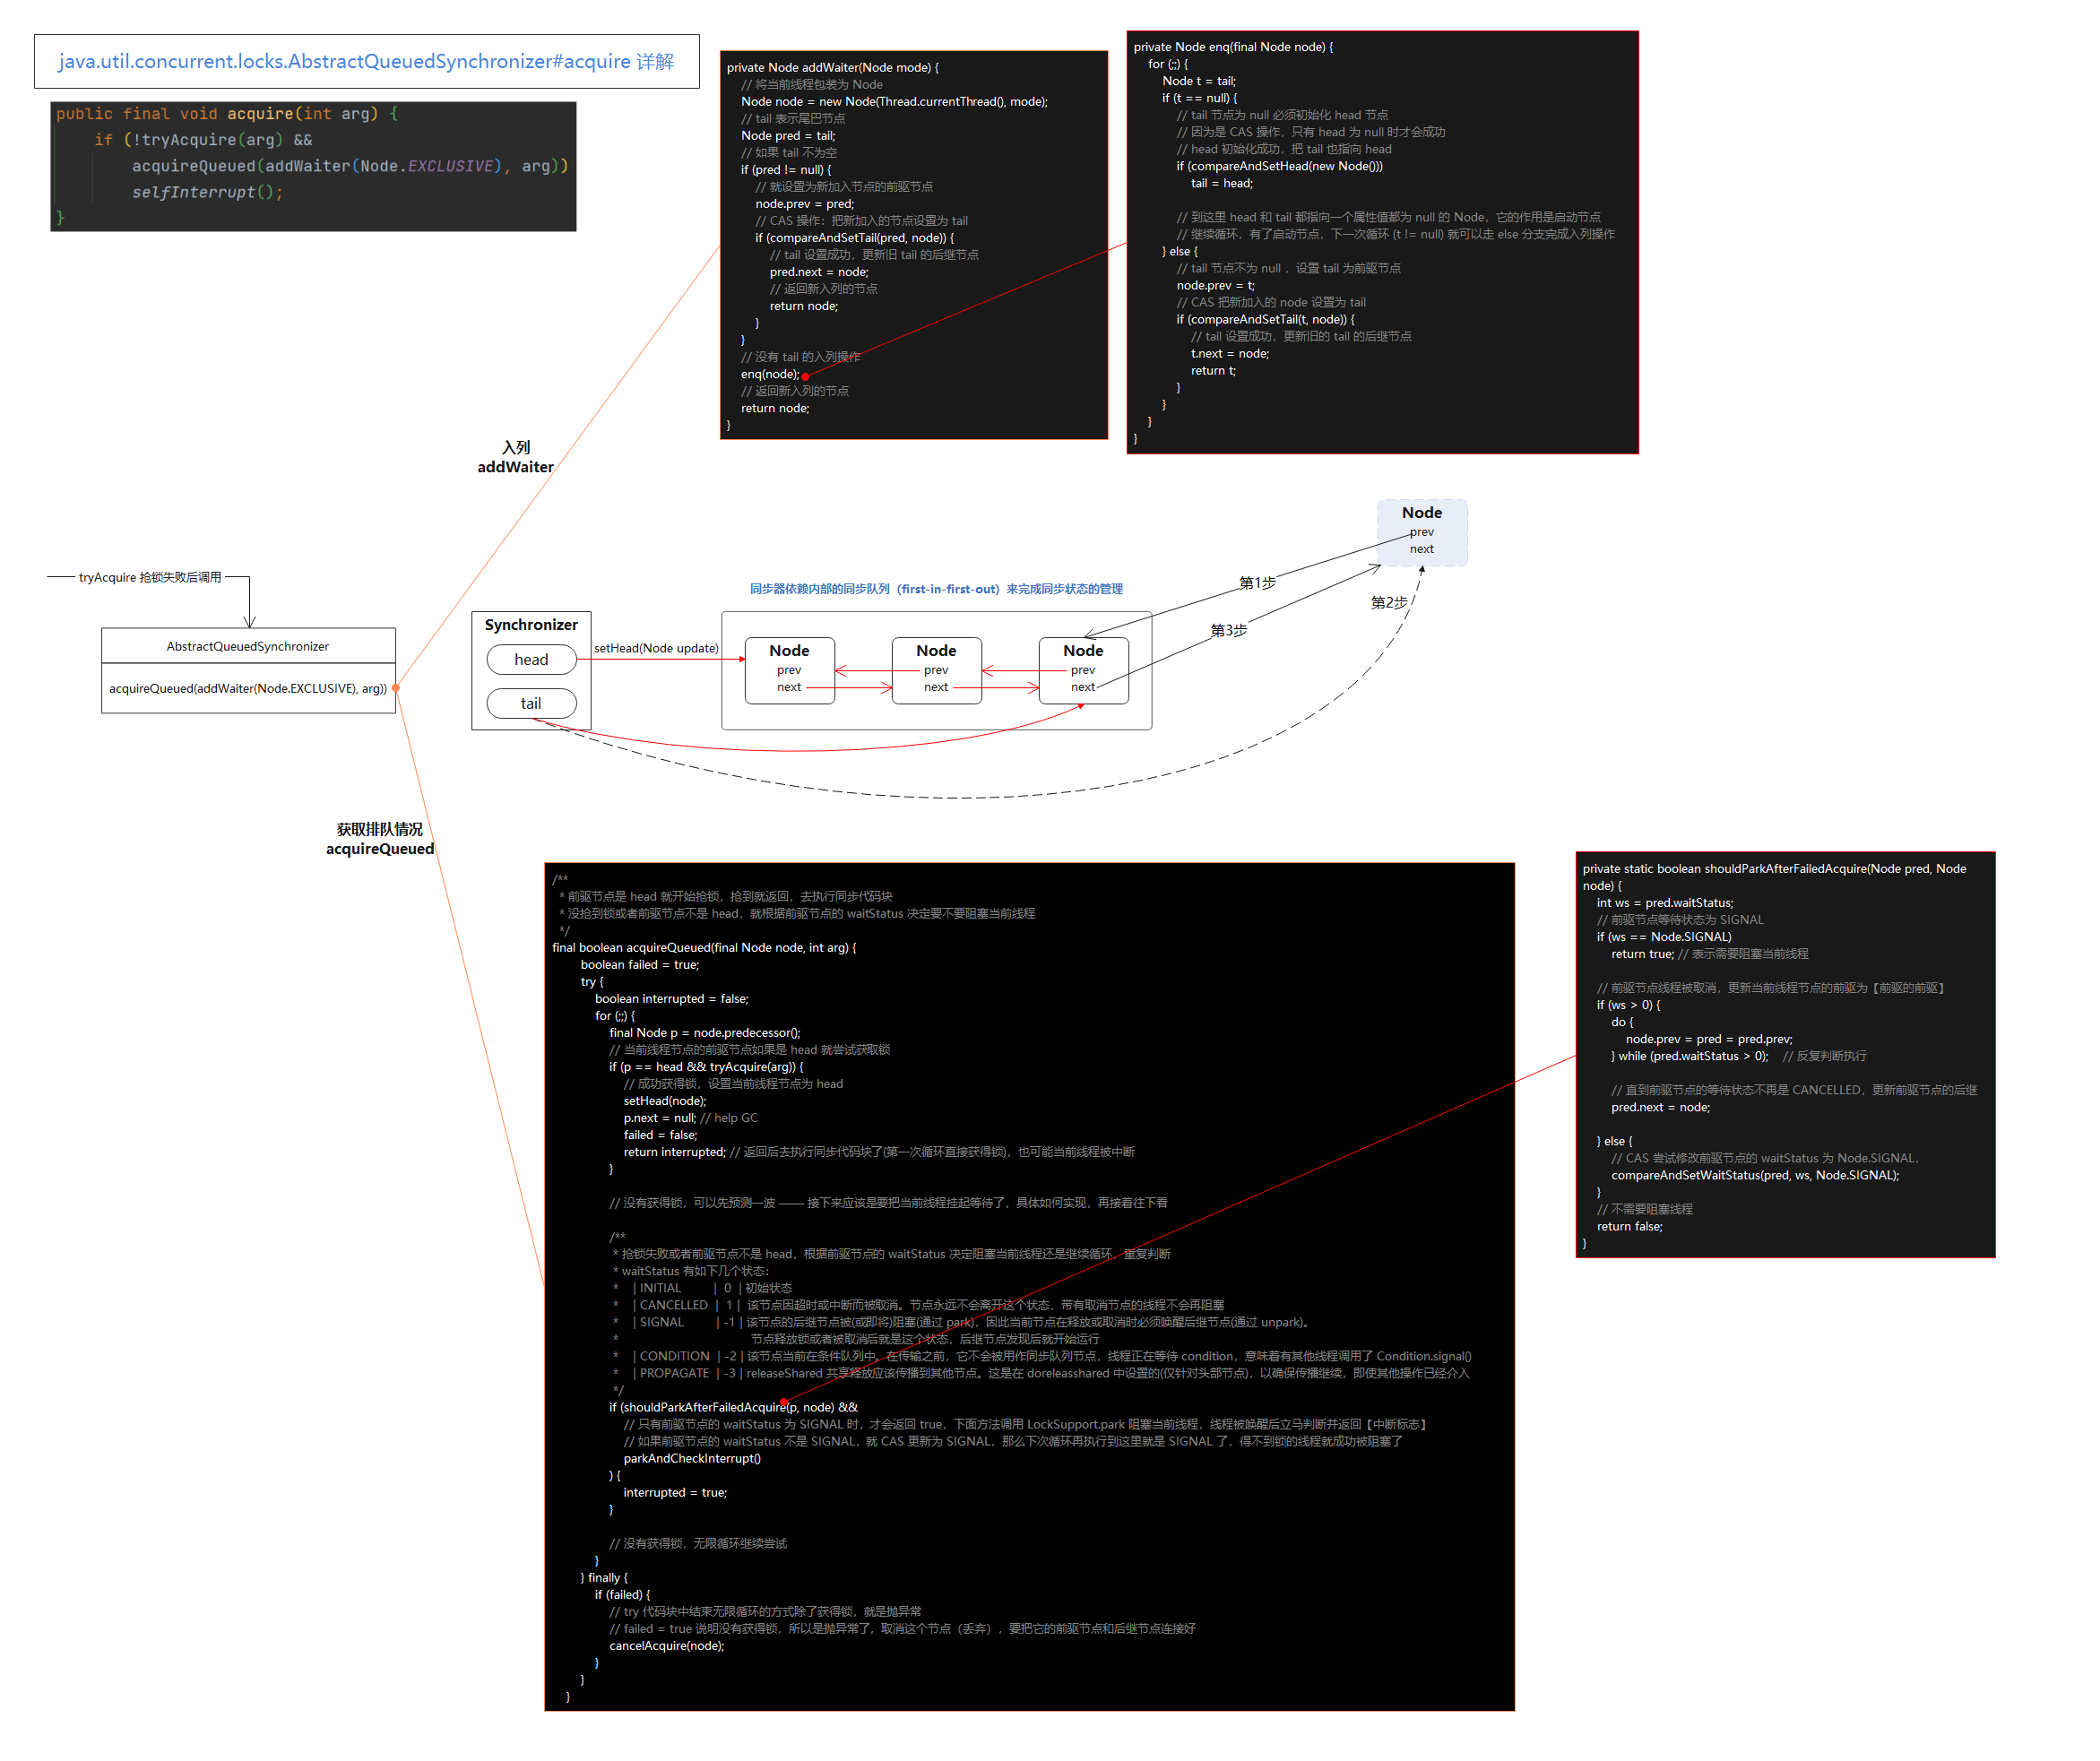 java.util.concurrent.locks.AbstractQueuedSynchronizer#acquire 详解
public final void acquire(int arg) {
if (!tryAcquire(arg) &&
acquireQueued(addWaiter(Node.EXCLUSIVE), arg))
selfInterrupt();
}
private Node addWaiter(Node mode) {
// 将当前线程包装为 Node
Node node = new Node(Thread.currentThread(), mode);
// tail 表示尾巴节点
Node pred = tail;
// 如果 tail 不为空
if (pred != null) {
// 就设置为新加入节点的前驱节点
node.prev = pred;
// CAS 操作：把新加入的节点设置为 tail
if (compareAndSetTail(pred, node)) {
// tail 设置成功，更新旧 tail 的后继节点
pred.next = node;
// 返回新入列的节点
return node;
}
}
// 没有 tail 的入列操作
enq(node);
// 返回新入列的节点
return node;
}
private Node enq(final Node node) {
for (;;) {
Node t = tail;
if (t == null) {
// tail 节点为 null 必须初始化 head 节点
// 因为是 CAS 操作，只有 head 为 null 时才会成功
// head 初始化成功，把 tail 也指向 head
if (compareAndSetHead(new Node()))
tail = head;
// 到这里 head 和 tail 都指向一个属性值都为 null 的 Node，它的作用是启动节点
// 继续循环，有了启动节点，下一次循环 (t != null) 就可以走 else 分支完成入列操作
} else {
// tail 节点不为 null ，设置 tail 为前驱节点
node.prev = t;
// CAS 把新加入的 node 设置为 tail
if (compareAndSetTail(t, node)) {
// tail 设置成功，更新旧的 tail 的后继节点
t.next = node;
return t;
}
}
}
}
入列
addWaiter
tryAcquire 抢锁失败后调用
AbstractQueuedSynchronizer
acquireQueued(addWaiter(Node.EXCLUSIVE), arg))
Synchronizer
head
tail
setHead(Node update)
同步器依赖内部的同步队列（first-in-first-out）来完成同步状态的管理
Node
prev
next
Node
prev
next
Node
prev
next
Node
prev
next
第1步
第2步
第3步
获取排队情况
acquireQueued
/**
* 前驱节点是 head 就开始抢锁，抢到就返回，去执行同步代码块
* 没抢到锁或者前驱节点不是 head，就根据前驱节点的 waitStatus 决定要不要阻塞当前线程
*/
final boolean acquireQueued(final Node node, int arg) {
boolean failed = true;
try {
boolean interrupted = false;
for (;;) {
final Node p = node.predecessor();
// 当前线程节点的前驱节点如果是 head 就尝试获取锁
if (p == head && tryAcquire(arg)) {
// 成功获得锁，设置当前线程节点为 head
setHead(node);
p.next = null; // help GC
failed = false;
return interrupted; // 返回后去执行同步代码块了(第一次循环直接获得锁)，也可能当前线程被中断
}
// 没有获得锁，可以先预测一波 —— 接下来应该是要把当前线程挂起等待了，具体如何实现，再接着往下看
/**
* 抢锁失败或者前驱节点不是 head，根据前驱节点的 waitStatus 决定阻塞当前线程还是继续循环，重复判断
* waitStatus 有如下几个状态：
* | INITIAL | 0 | 初始状态
* | CANCELLED | 1 | 该节点因超时或中断而被取消。节点永远不会离开这个状态，带有取消节点的线程不会再阻塞
* | SIGNAL | -1 | 该节点的后继节点被(或即将)阻塞(通过 park)，因此当前节点在释放或取消时必须唤醒后继节点(通过 unpark)。
* 节点释放锁或者被取消后就是这个状态，后继节点发现后就开始运行
* | CONDITION | -2 | 该节点当前在条件队列中。在传输之前，它不会被用作同步队列节点，线程正在等待 condition，意味着有其他线程调用了 Condition.signal()
* | PROPAGATE | -3 | releaseShared 共享释放应该传播到其他节点。这是在 doreleasshared 中设置的(仅针对头部节点)，以确保传播继续，即使其他操作已经介入
*/
if (shouldParkAfterFailedAcquire(p, node) &&
// 只有前驱节点的 waitStatus 为 SIGNAL 时，才会返回 true，下面方法调用 LockSupport.park 阻塞当前线程，线程被唤醒后立马判断并返回【中断标志】
// 如果前驱节点的 waitStatus 不是 SIGNAL，就 CAS 更新为 SIGNAL，那么下次循环再执行到这里就是 SIGNAL 了，得不到锁的线程就成功被阻塞了
parkAndCheckInterrupt()
) {
interrupted = true;
}
// 没有获得锁，无限循环继续尝试
}
} finally {
if (failed) {
// try 代码块中结束无限循环的方式除了获得锁，就是抛异常
// failed = true 说明没有获得锁，所以是抛异常了，取消这个节点（丢弃），要把它的前驱节点和后继节点连接好
cancelAcquire(node);
}
}
}
private static boolean shouldParkAfterFailedAcquire(Node pred, Node
node) {
int ws = pred.waitStatus;
// 前驱节点等待状态为 SIGNAL
if (ws == Node.SIGNAL)
return true; // 表示需要阻塞当前线程
// 前驱节点线程被取消，更新当前线程节点的前驱为【前驱的前驱】
if (ws > 0) {
do {
node.prev = pred = pred.prev;
} while (pred.waitStatus > 0); // 反复判断执行
// 直到前驱节点的等待状态不再是 CANCELLED，更新前驱节点的后继
pred.next = node;
} else {
// CAS 尝试修改前驱节点的 waitStatus 为 Node.SIGNAL，
compareAndSetWaitStatus(pred, ws, Node.SIGNAL);
}
// 不需要阻塞线程
return false;
}